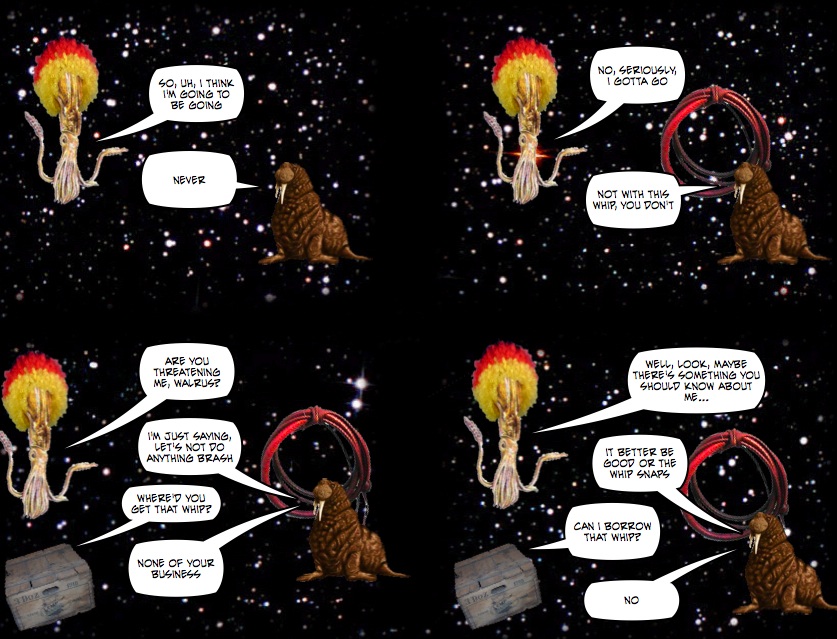 SO, UH, I THINK
I'M GOING TO
BE GOING
NEVER
NO, SERIOUSLY,
I GOTTA GO
NOT WITH THIS
WHIP, YOU DON'T
ARE YOU
THREATENING
ME, WALRUS?
I'M JUST SAYING,
LET'S NOT DO
ANYTHING BRASH
WHERE'D YOU
GET THAT WHIP?
NONE OF YOUR
BUSINESS
WELL, LOOK, MAYBE
THERE'S SOMETHING YOU
SHOULD KNOW ABOUT
ME...
IT BETTER BE
GOOD OR THE
WHIP SNAPS
CAN I BORROW
THAT WHIP?
NO